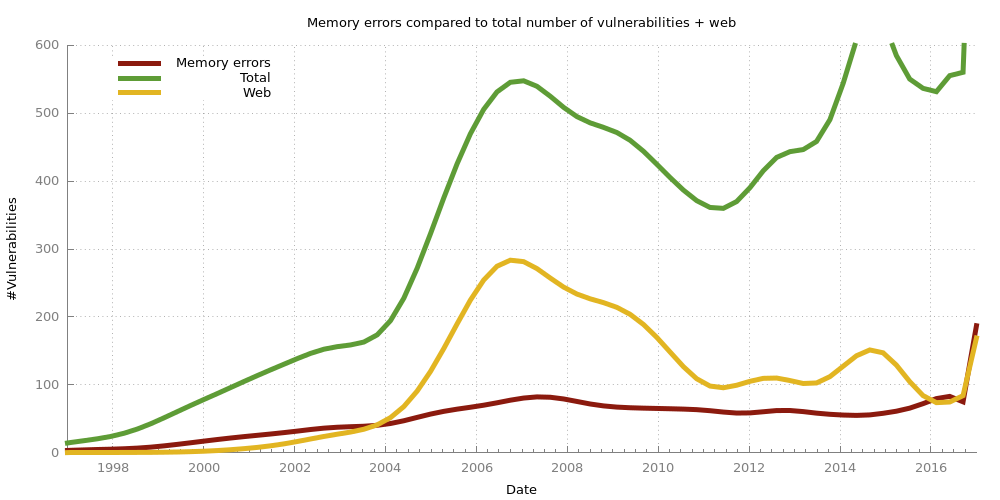 Memory errors compared to total number of vulnerabilities + web
Memory errors
Total
Web
#Vulnerabilities
600
500
400
300
200
100
0
1998 2000 2002 2004 2006 2008 2010 2012 2014 2016
Date